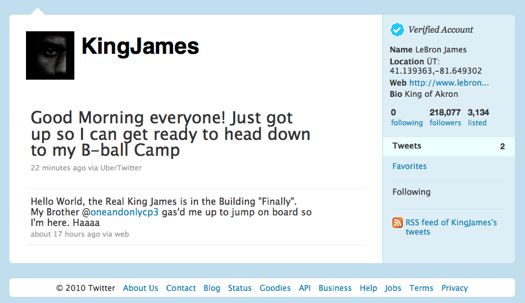 KingJames
Good Morning everyone! Just got
up so I can get ready to head down
to my B-ball Camp
22 minutes ago via UberTwitter
Hello World, the Real King James is in the Building "Finally".
My Brother @oneandonlycp3 gas'd me up to jump on board so
I'm here. Haaaa
about 17 hours ago via web
Verified Account
Name LeBron James
Location ÜT:
41.139363,-81.649302
Web http://www.lebron...
Bio King of Akron
0 218,077 3,134
following followers listed
Tweets 2
Favorites
Following
RSS feed of KingJames's
tweets
© 2010 Twitter About Us Contact Blog Status Goodies API Business Help Jobs Terms Privacy